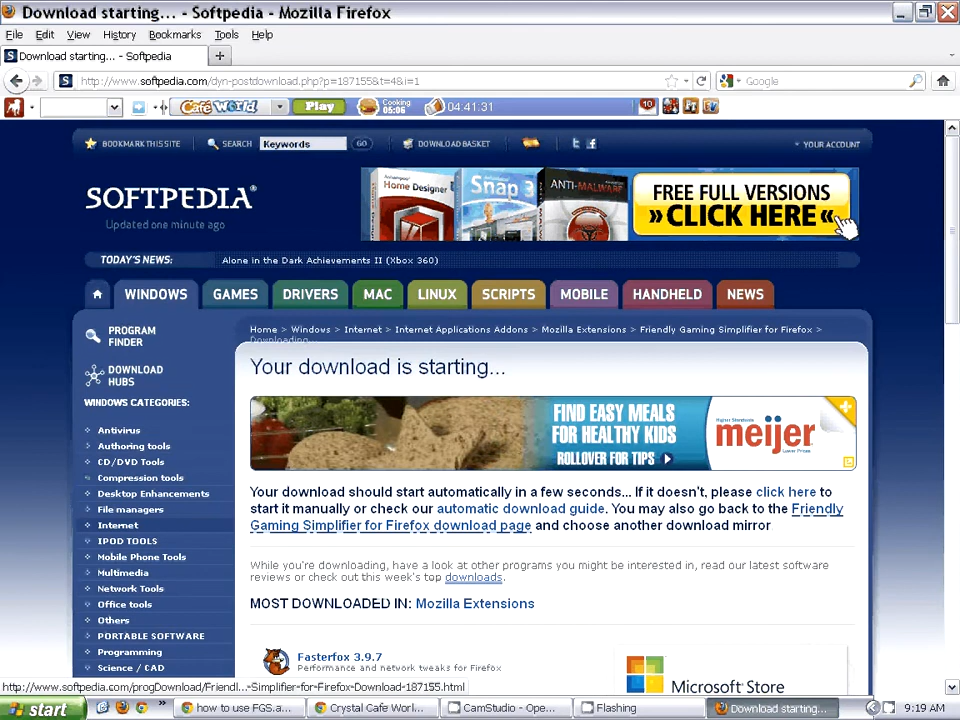 Download starting... - Softpedia - Mozilla Firefox
File Edit View History Bookmarks Tools Help
S Download starting... - Softpedia +
S http://www.softpedia.com/dyn-postdownload.php?p=187155&t=4&i=1 Google
Café World Play Cooking 05:06 04:41:31 10
BOOKMARK THIS SITE SEARCH Keywords GO DOWNLOAD BASKET t f YOUR ACCOUNT
SOFTPEDIA®
Updated one minute ago
Home Designer Snap 3 ANTI-MALWARE
FREE FULL VERSIONS
»CLICK HERE«
TODAY'S NEWS: Alone in the Dark Achievements II (Xbox 360)
WINDOWS GAMES DRIVERS MAC LINUX SCRIPTS MOBILE HANDHELD NEWS
PROGRAM FINDER
DOWNLOAD HUBS
WINDOWS CATEGORIES:
Antivirus
Authoring tools
CD/DVD Tools
Compression tools
Desktop Enhancements
File managers
Internet
IPOD TOOLS
Mobile Phone Tools
Multimedia
Network Tools
Office tools
Others
PORTABLE SOFTWARE
Programming
Science / CAD
Home > Windows > Internet > Internet Applications Addons > Mozilla Extensions > Friendly Gaming Simplifier for Firefox >
Downloading...
Your download is starting...
FIND EASY MEALS
FOR HEALTHY KIDS
ROLLOVER FOR TIPS
Higher Standards
Lower Prices
meijer
Your download should start automatically in a few seconds... If it doesn't, please click here to
start it manually or check our automatic download guide. You may also go back to the Friendly
Gaming Simplifier for Firefox download page and choose another download mirror
While you're downloading, have a look at other programs you might be interested in, read our latest software
reviews or check out this week's top downloads.
MOST DOWNLOADED IN: Mozilla Extensions
Fasterfox 3.9.7
Performance and network tweaks for Firefox
Microsoft Store
http://www.softpedia.com/progDownload/Friendl...-Simplifier-for-Firefox-Download-187155.html
start how to use FGS.a... Crystal Cafe Worl... CamStudio - Ope... Flashing Download starting... 9:19 AM